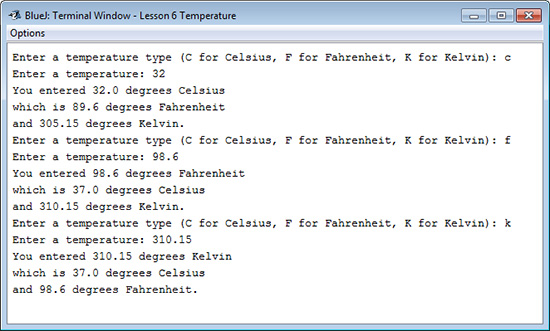 BlueJ: Terminal Window - Lesson 6 Temperature
Options
Enter a temperature type (C for Celsius, F for Fahrenheit, K for Kelvin): c
Enter a temperature: 32
You entered 32.0 degrees Celsius
which is 89.6 degrees Fahrenheit
and 305.15 degrees Kelvin.
Enter a temperature type (C for Celsius, F for Fahrenheit, K for Kelvin): f
Enter a temperature: 98.6
You entered 98.6 degrees Fahrenheit
which is 37.0 degrees Celsius
and 310.15 degrees Kelvin.
Enter a temperature type (C for Celsius, F for Fahrenheit, K for Kelvin): k
Enter a temperature: 310.15
You entered 310.15 degrees Kelvin
which is 37.0 degrees Celsius
and 98.6 degrees Fahrenheit.